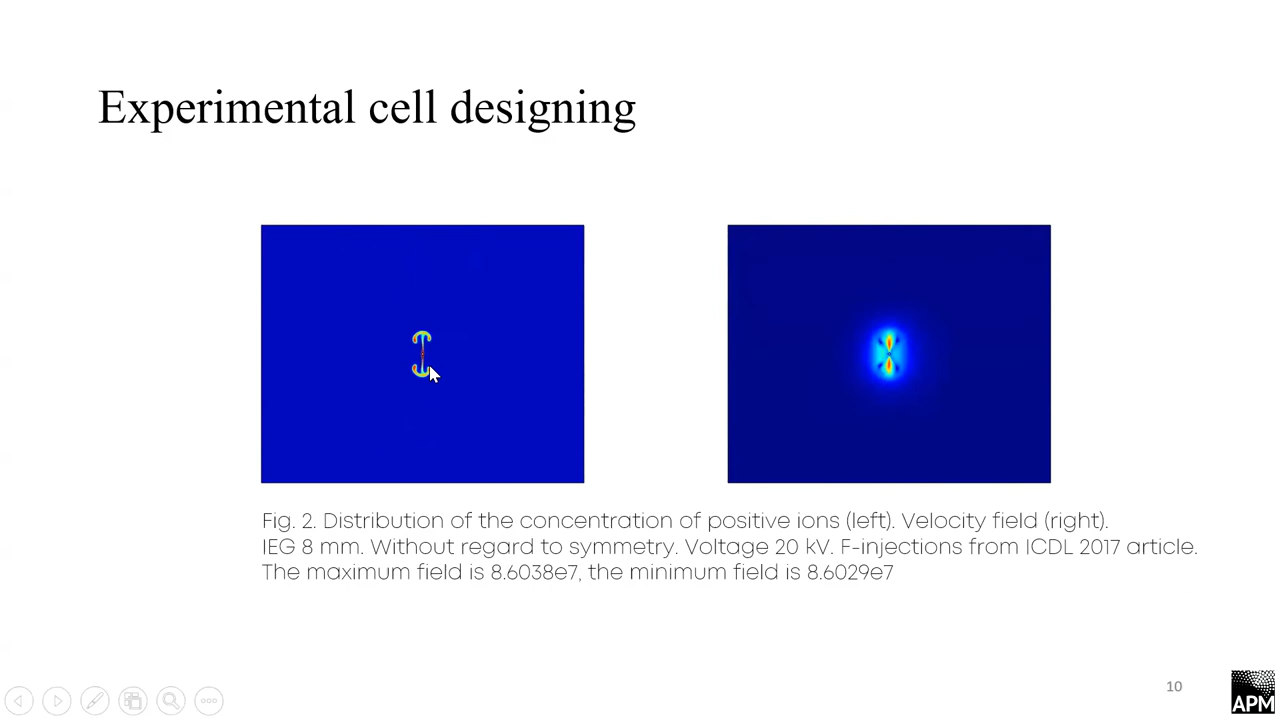 Experimental cell designing
Fig. 2. Distribution of the concentration of positive ions (left). Velocity field (right).
IEG 8 mm. Without regard to symmetry. Voltage 20 kV. F-injections from ICDL 2017 article.
The maximum field is 8.6038e7, the minimum field is 8.6029e7
10
APM